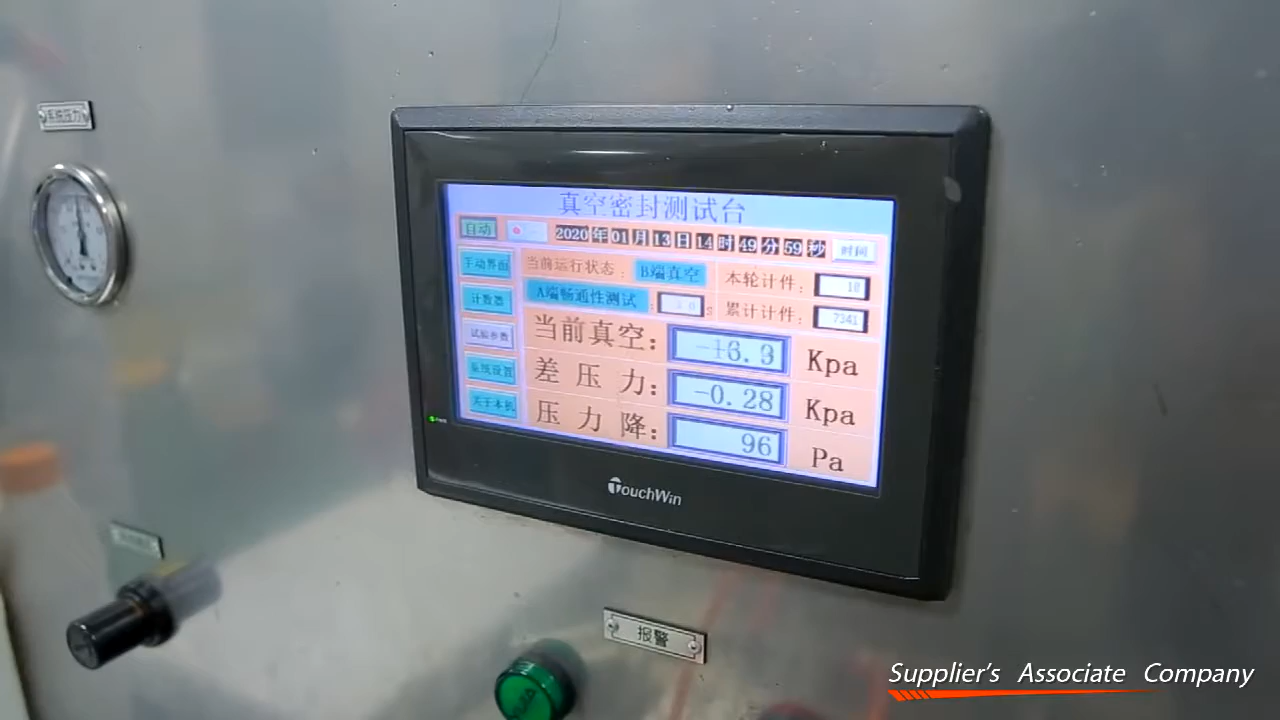 系统压力
真空密封测试台
自动
2020年01月13日14时49分59秒 时间
手动界面 当前运行状态: B端真空 本轮计件: 18
计数器 A端畅通性测试: s 累计计件: 7341
试验参数 当前真空: Kpa
系统设置 差压力: -0.28 Kpa
关于本机 压力降: 96 Pa
TouchWin
报警
Supplier's Associate Company